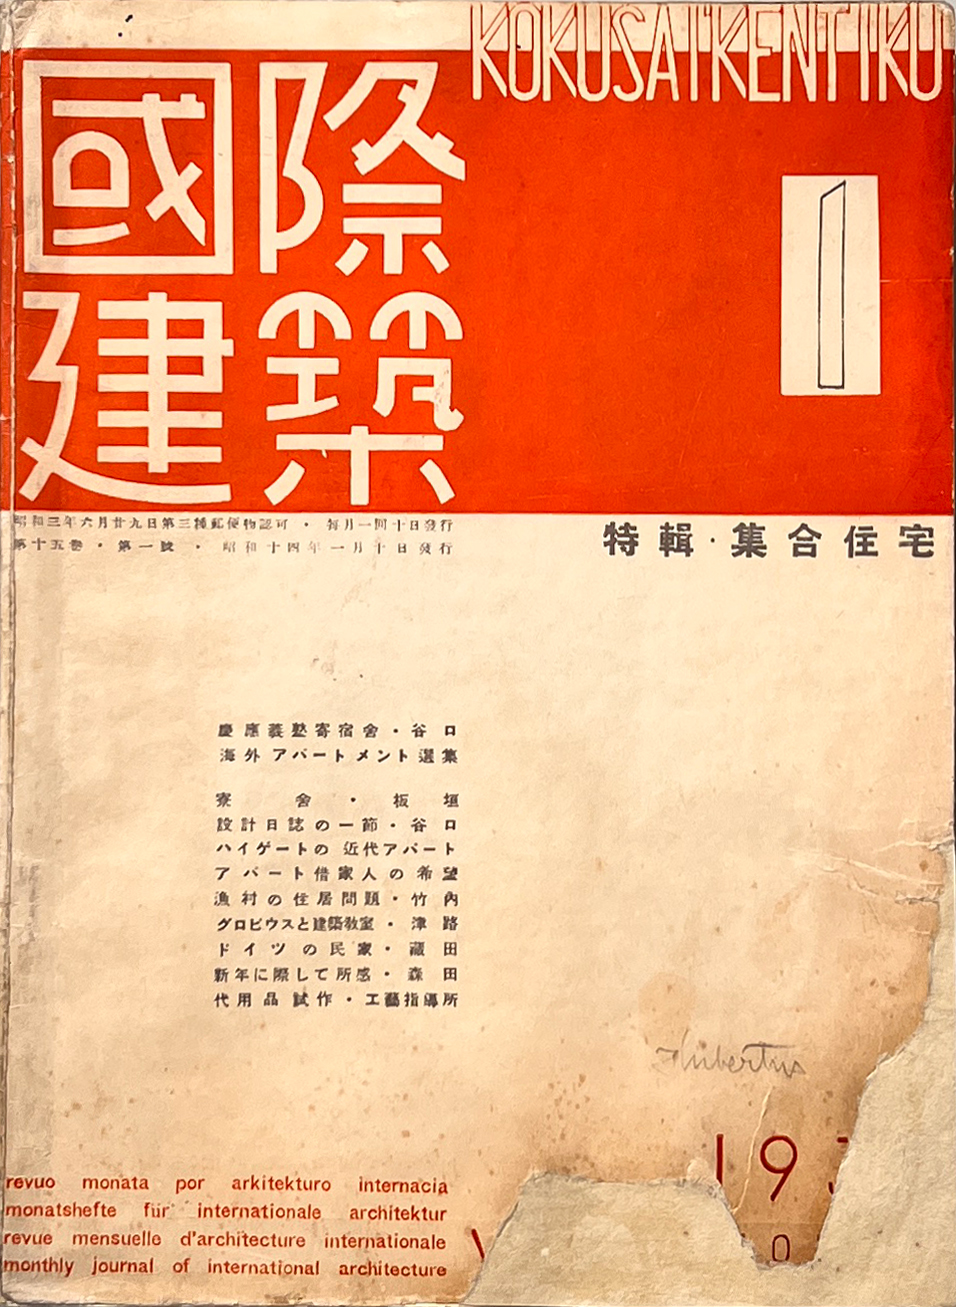 KOKUSAI KENTIKU
國際
建築
1
昭和三年六月廿九日第三種郵便物認可・每月一回十日發行
第十五卷・第一號・昭和十四年一月十日發行
特輯・集合住宅
慶應義塾寄宿舍・谷口
海外アパートメント選集
寮舍・板垣
設計日誌の一節・谷口
ハイゲートの近代アパート
アパート借家人の希望
漁村の住居問題・竹內
グロピウスと建築敎室・津路
ドイツの民家・藏田
新年に際して所感・森田
代用品試作・工藝指導所
Hubertus
193
0
revuo monata por arkitekturo internacia
monatshefte für internationale architektur
revue mensuelle d'architecture internationale
monthly journal of international architecture